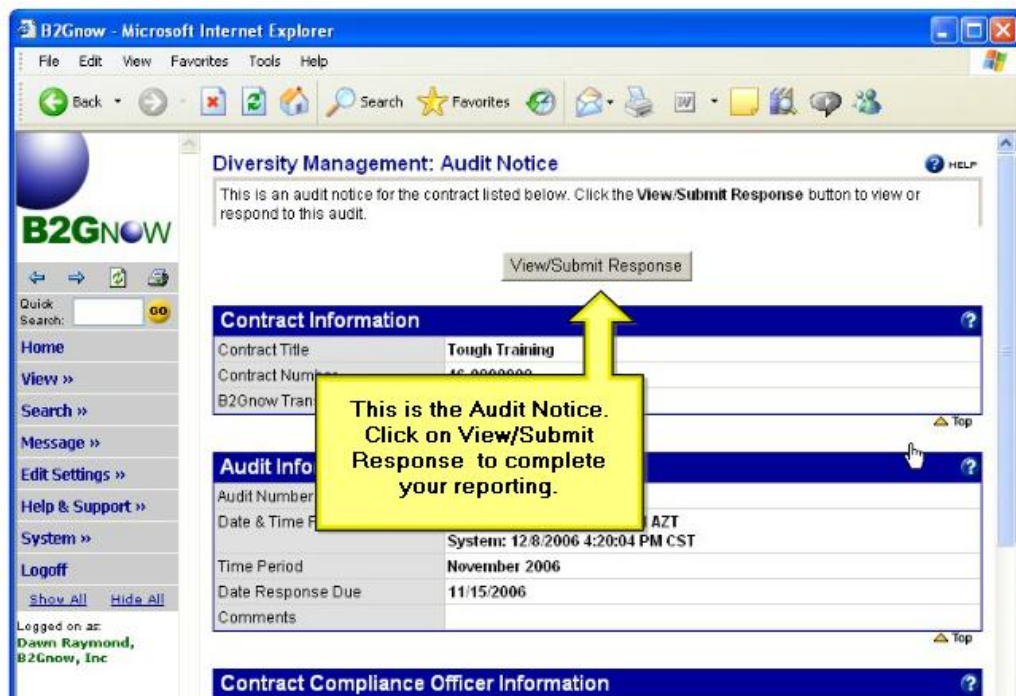 B2Gnow - Microsoft Internet Explorer
File Edit View Favorites Tools Help
Back Search Favorites
B2GNOW
Quick Search: GO
Home
View »
Search »
Message »
Edit Settings »
Help & Support »
System »
Logoff
Show All Hide All
Logged on as:
Dawn Raymond,
B2Gnow, Inc
Diversity Management: Audit Notice
HELP
This is an audit notice for the contract listed below. Click the View/Submit Response button to view or
respond to this audit.
View/Submit Response
Contract Information ?
Contract Title Tough Training
Contract Number
B2Gnow
Top
This is the Audit Notice.
Click on View/Submit
Response to complete
your reporting.
Audit ?
Audit Number
Date & Time AZT
System: 12/8/2006 4:20:04 PM CST
Time Period November 2006
Date Response Due 11/15/2006
Comments
Top
Contract Compliance Officer Information ?